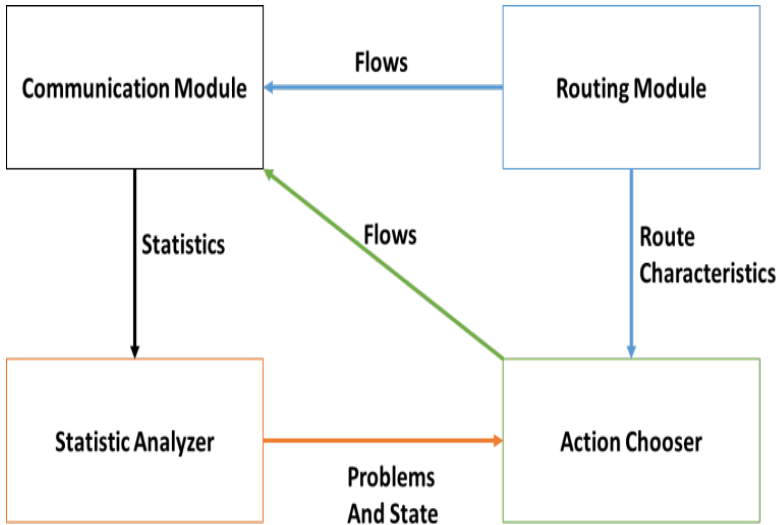 Communication Module
Flows
Routing Module
Statistics
Flows
Route
Characteristics
Statistic Analyzer
Problems
And State
Action Chooser